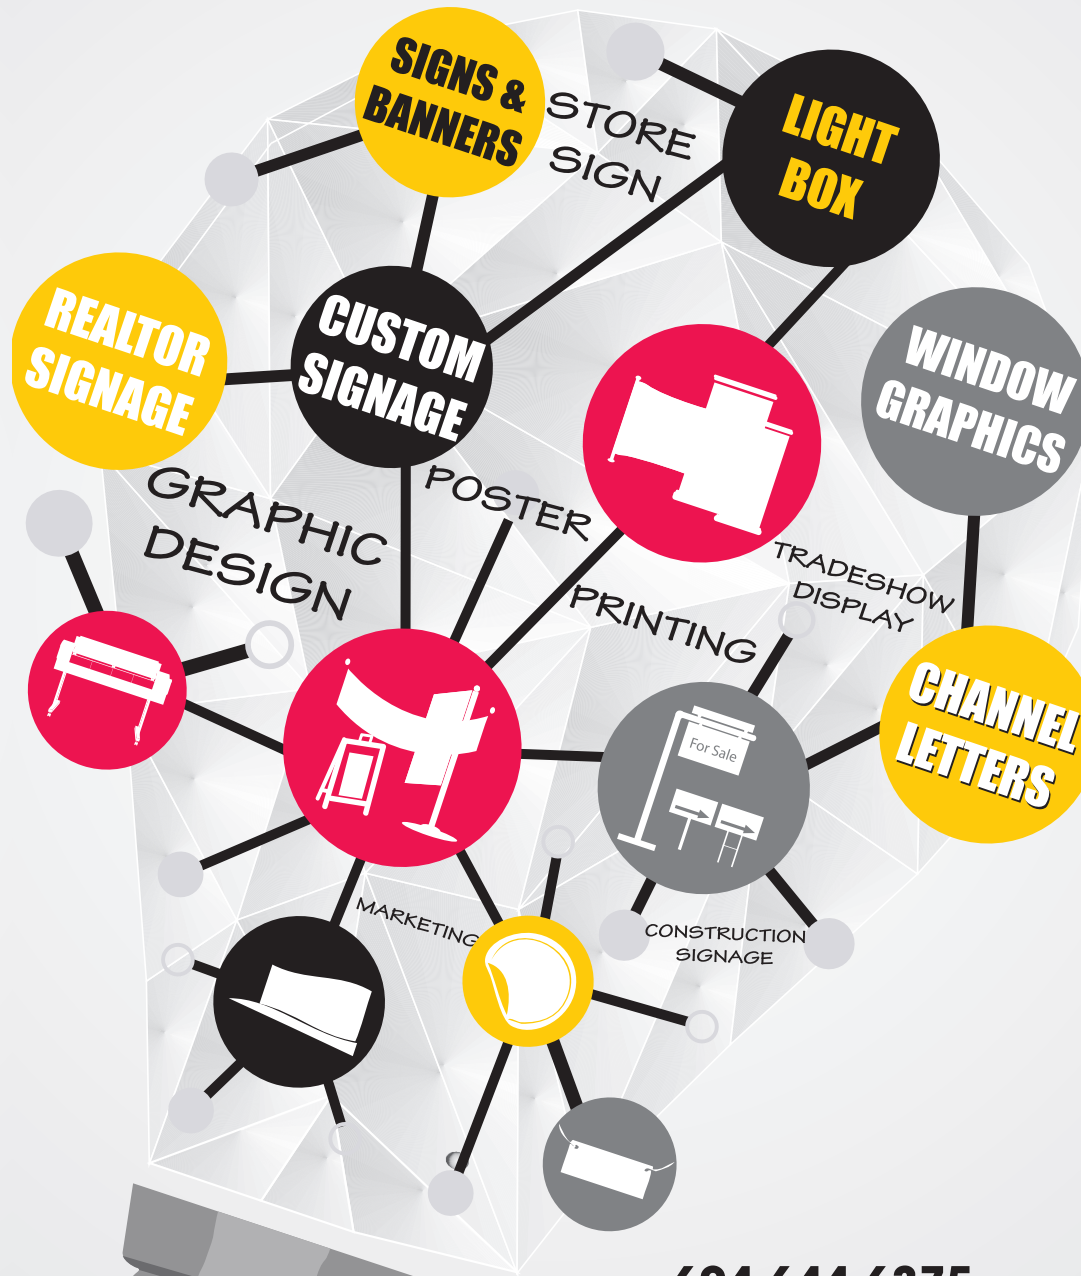 SIGNS &
BANNERS
STORE
SIGN
LIGHT
BOX
REALTOR
SIGNAGE
CUSTOM
SIGNAGE
WINDOW
GRAPHICS
GRAPHIC
DESIGN
POSTER
PRINTING
TRADESHOW
DISPLAY
CHANNEL
LETTERS
For Sale
MARKETING
CONSTRUCTION
SIGNAGE